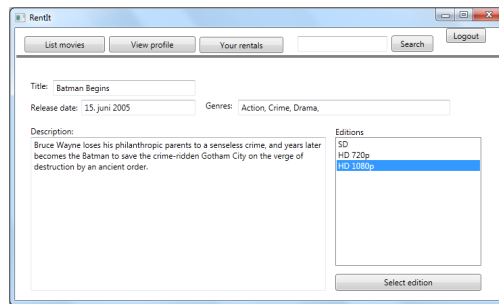 RentIt
List movies View profile Your rentals Search Logout
Title: Batman Begins
Release date: 15. juni 2005 Genres: Action, Crime, Drama,
Description:
Bruce Wayne loses his philanthropic parents to a senseless crime, and years later
becomes the Batman to save the crime-ridden Gotham City on the verge of
destruction by an ancient order.
Editions
SD
HD 720p
HD 1080p
Select edition